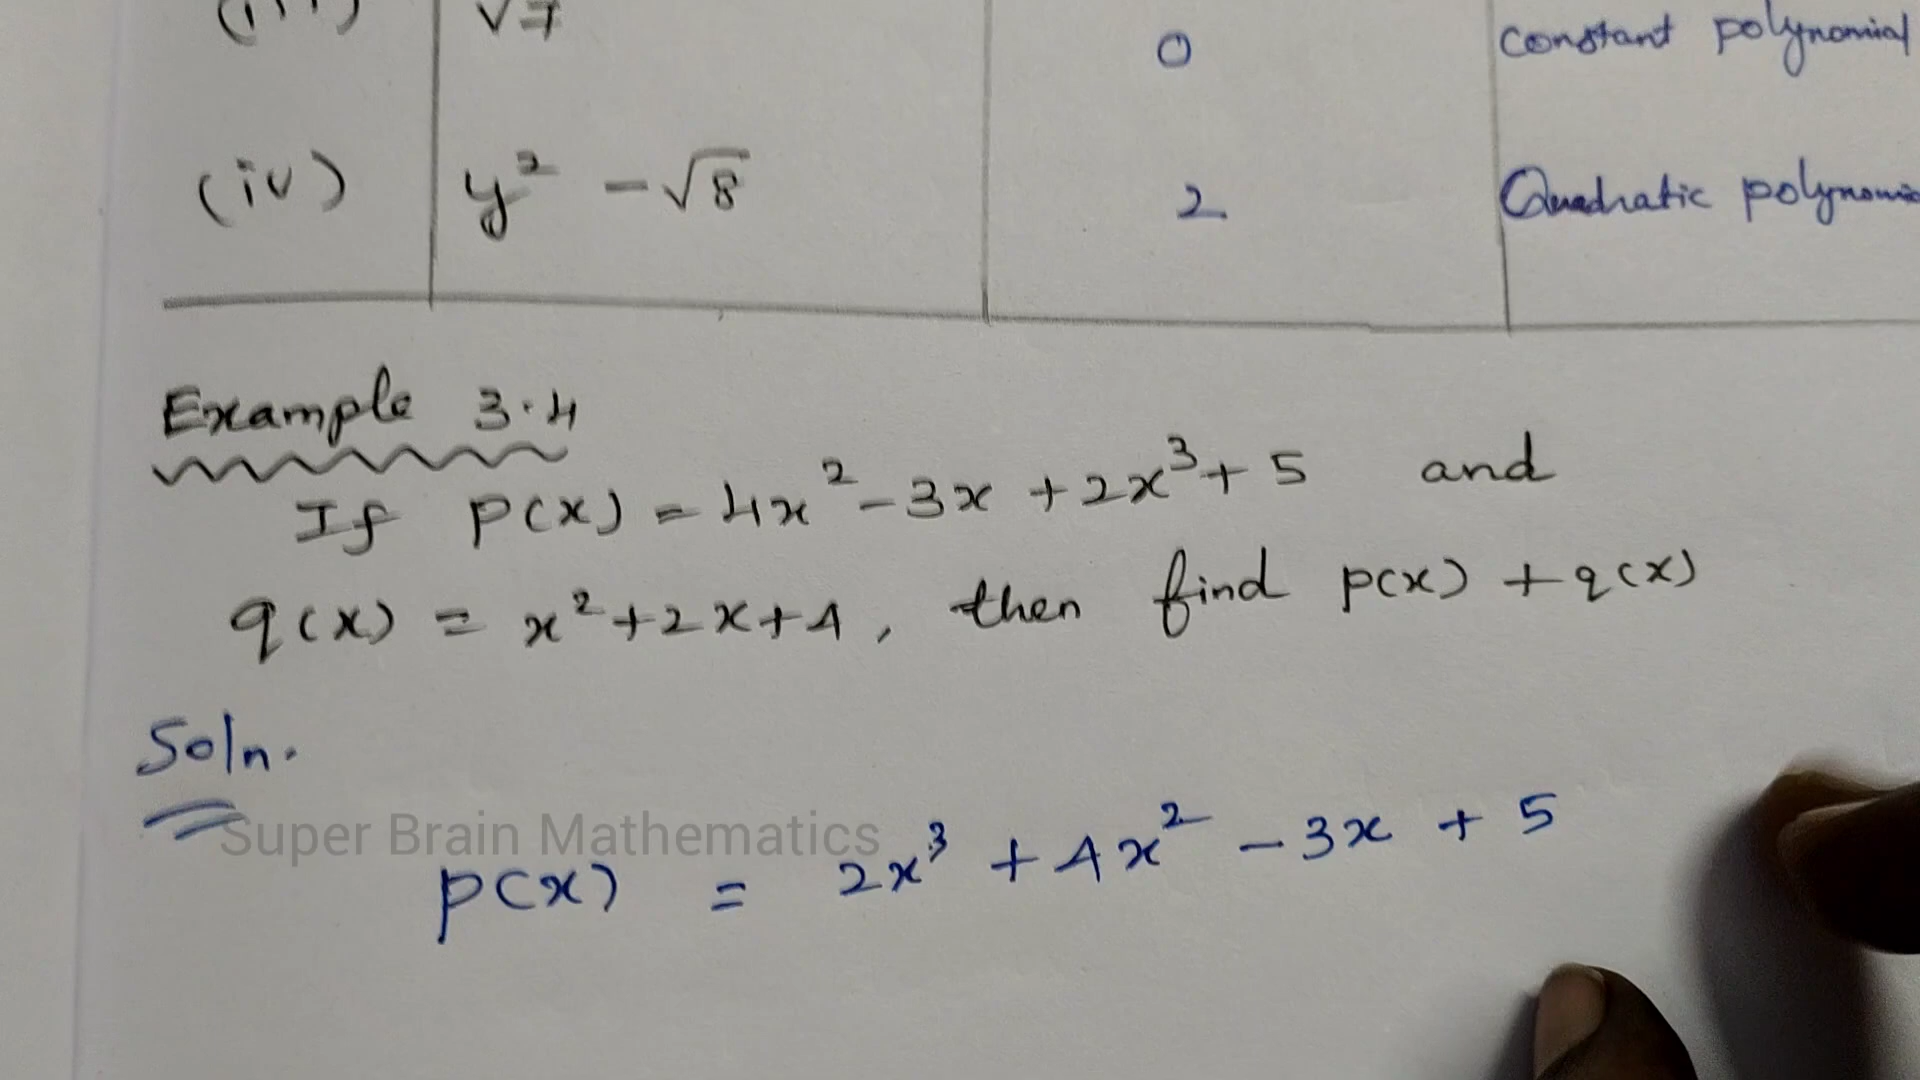 (iii) √7 0 constant polynomial
(iv) y² - √8 2 Quadratic polynomi
Example 3.4
If p(x) = 4x² - 3x + 2x³ + 5 and
q(x) = x² + 2x + 4, then find p(x) + q(x)
Soln.
Super Brain Mathematics
p(x) = 2x³ + 4x² - 3x + 5